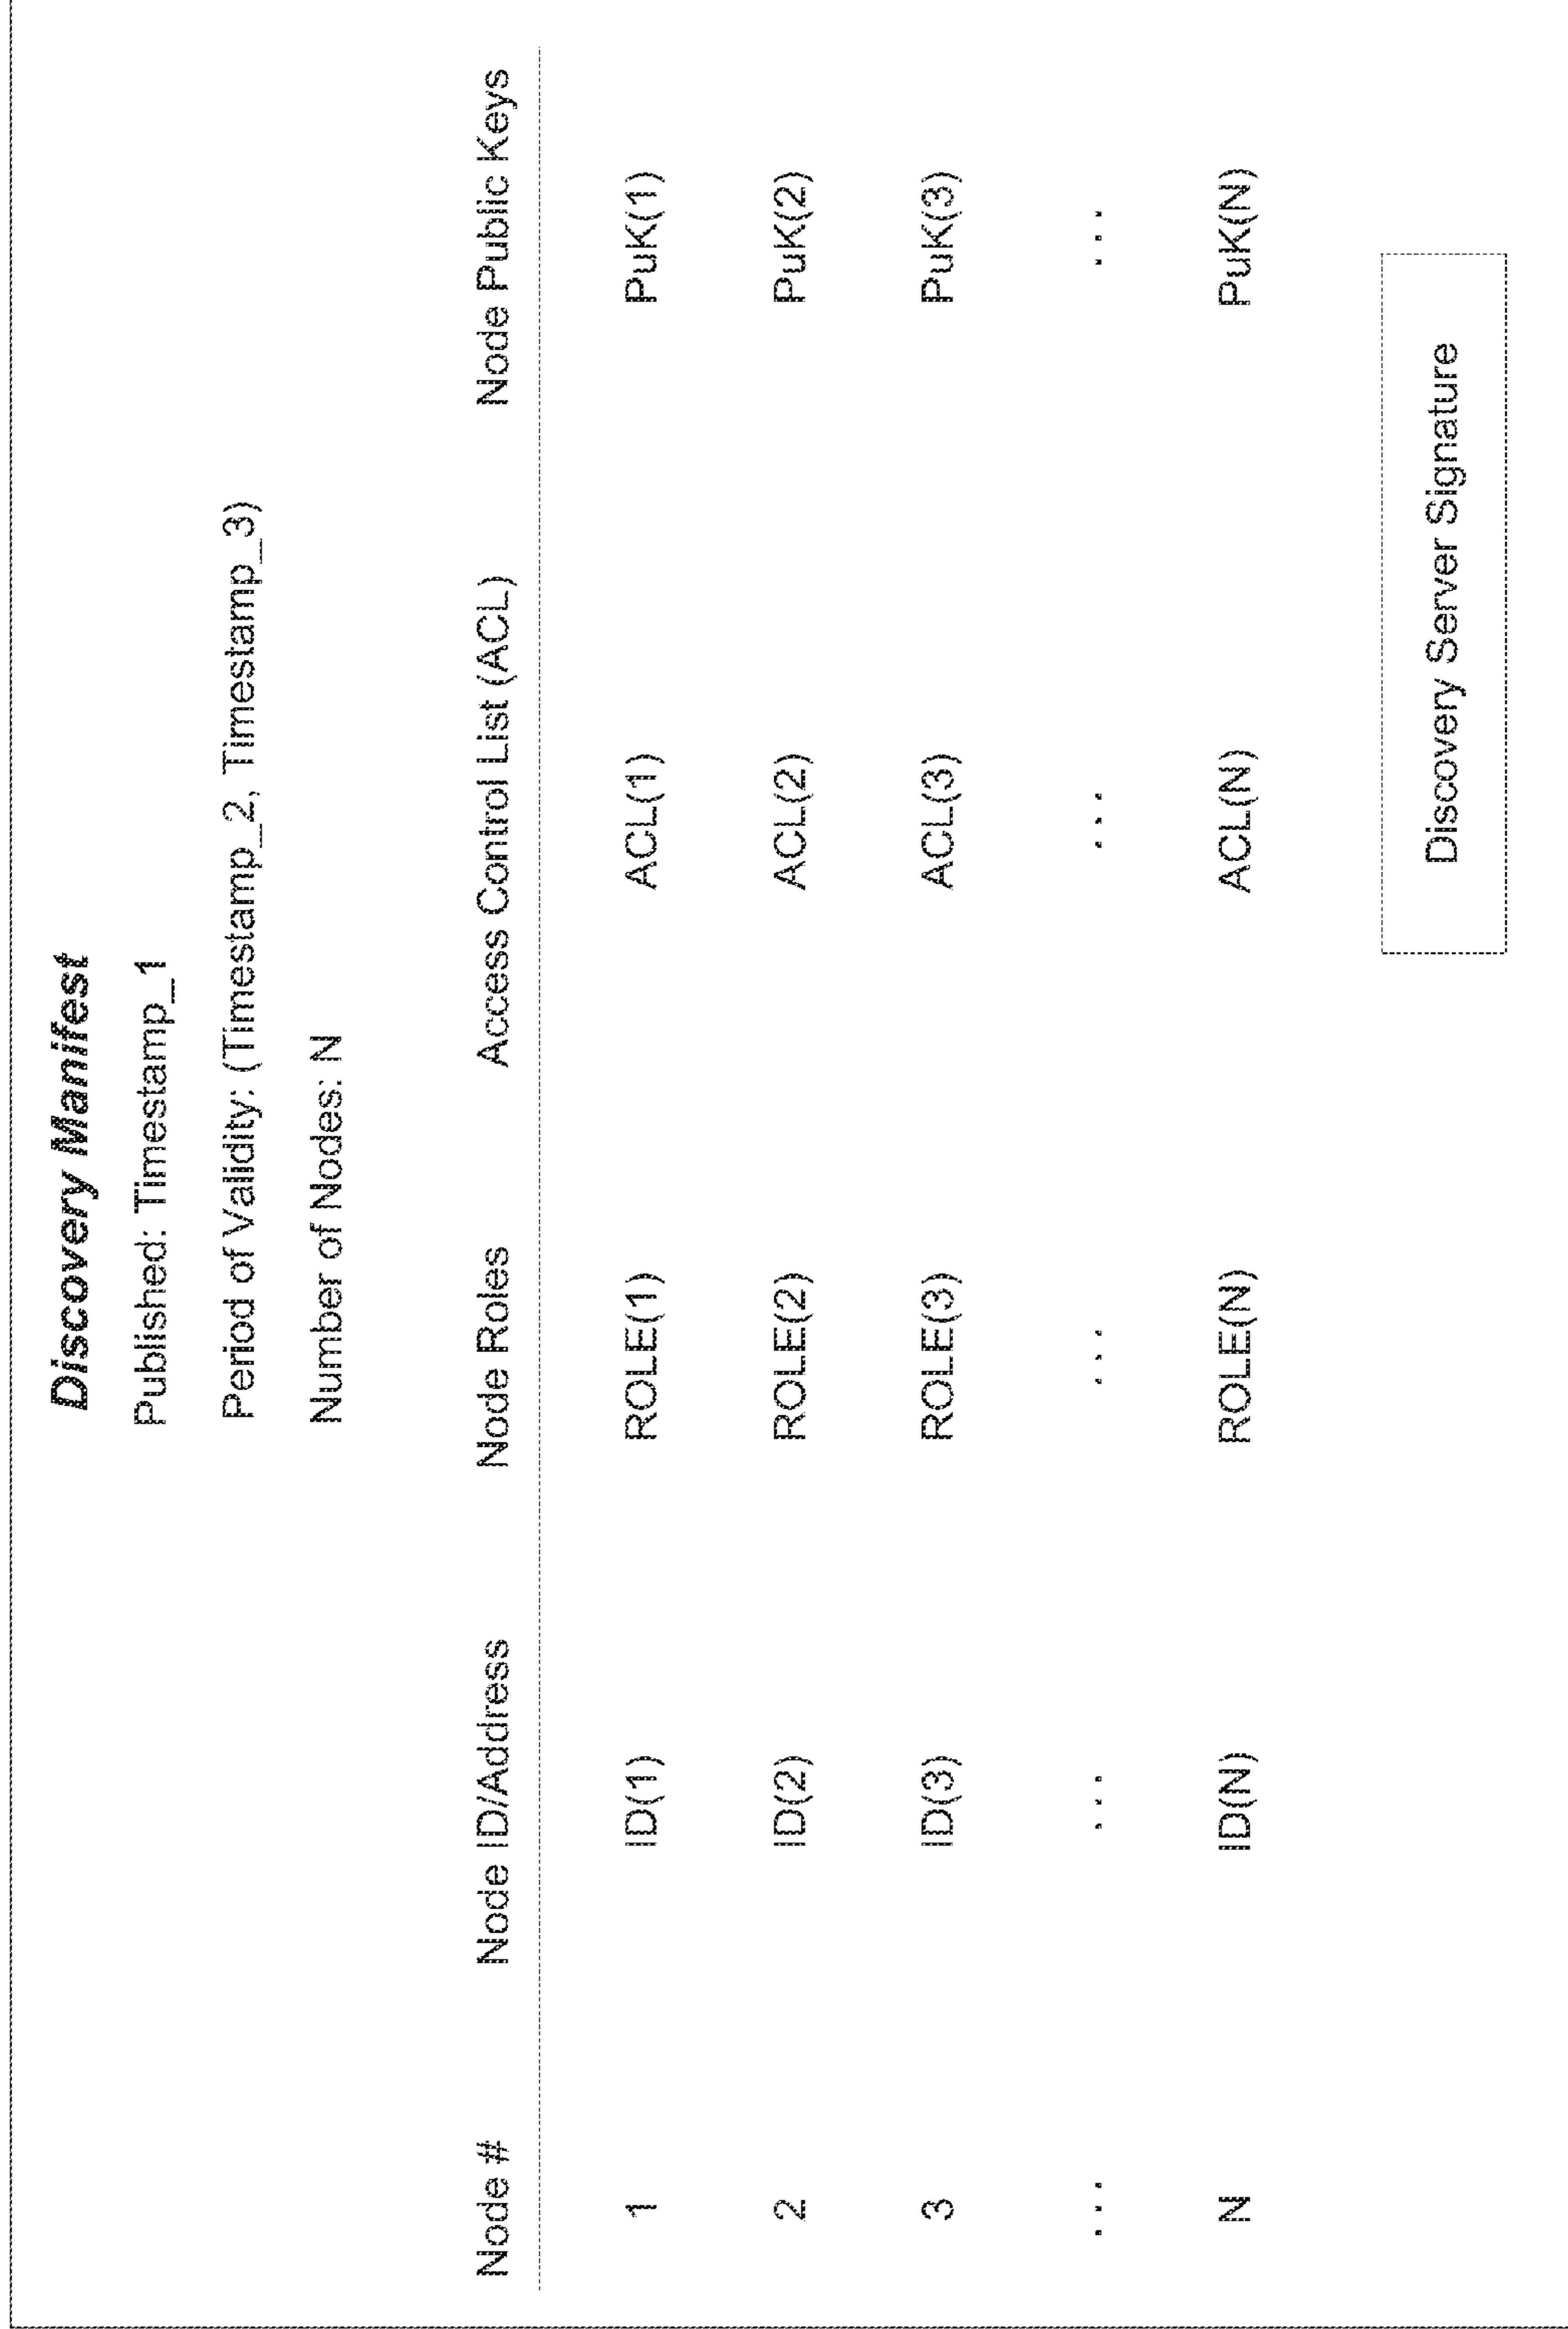 Discovery Manifest
Published: Timestamp_1
Period of Validity: (Timestamp_2, Timestamp_3)
Number of Nodes: N
Node # Node ID/Address Node Roles Access Control List (ACL) Node Public Keys
1 ID(1) ROLE(1) ACL(1) PuK(1)
2 ID(2) ROLE(2) ACL(2) PuK(2)
3 ID(3) ROLE(3) ACL(3) PuK(3)
... ... ... ... ...
N ID(N) ROLE(N) ACL(N) PuK(N)
Discovery Server Signature